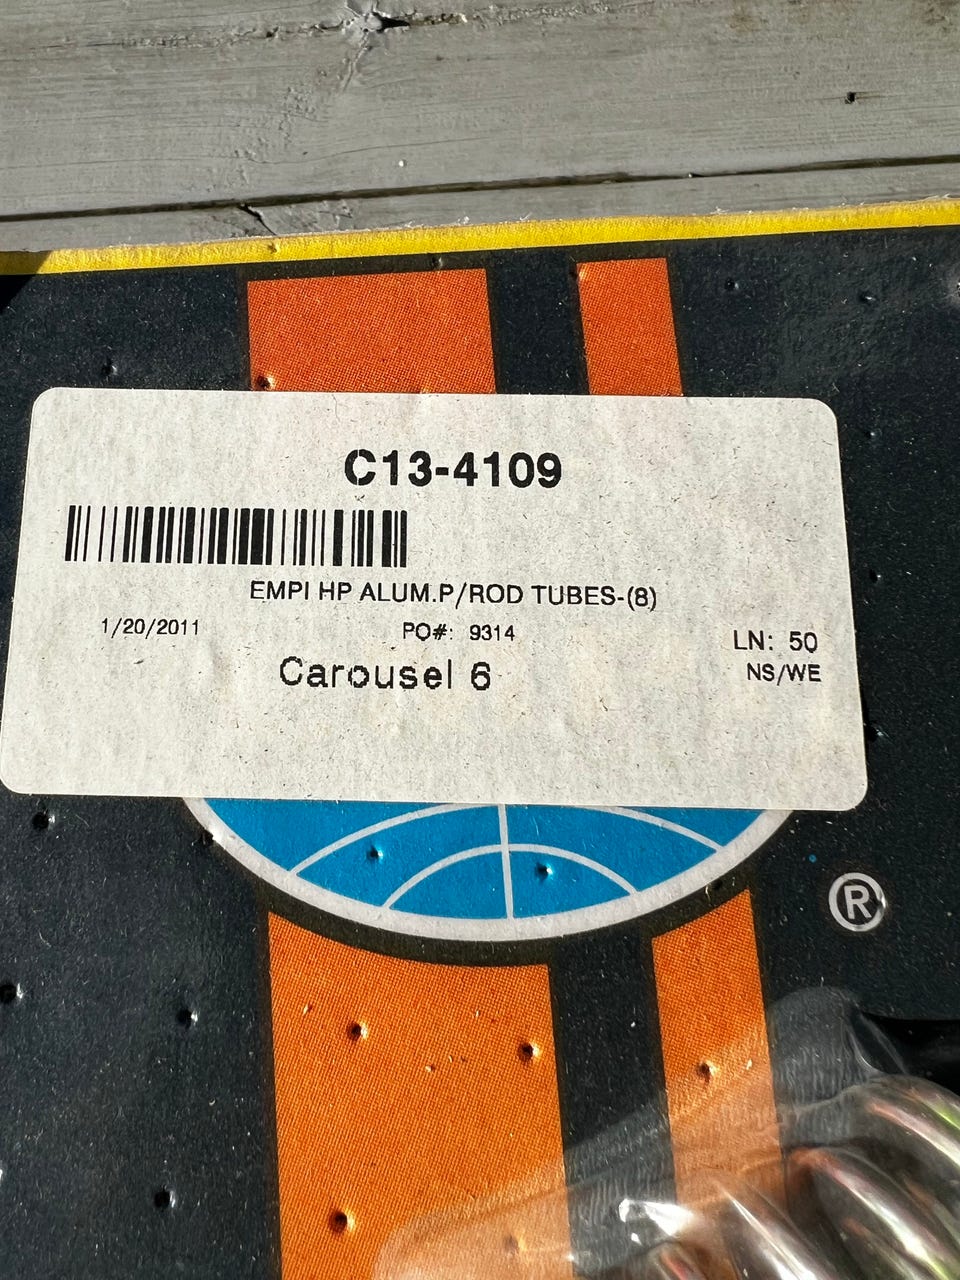 C13-4109
EMPI HP ALUM.P/ROD TUBES-(8)
1/20/2011 PO#: 9314 LN: 50
Carousel 6 NS/WE
®